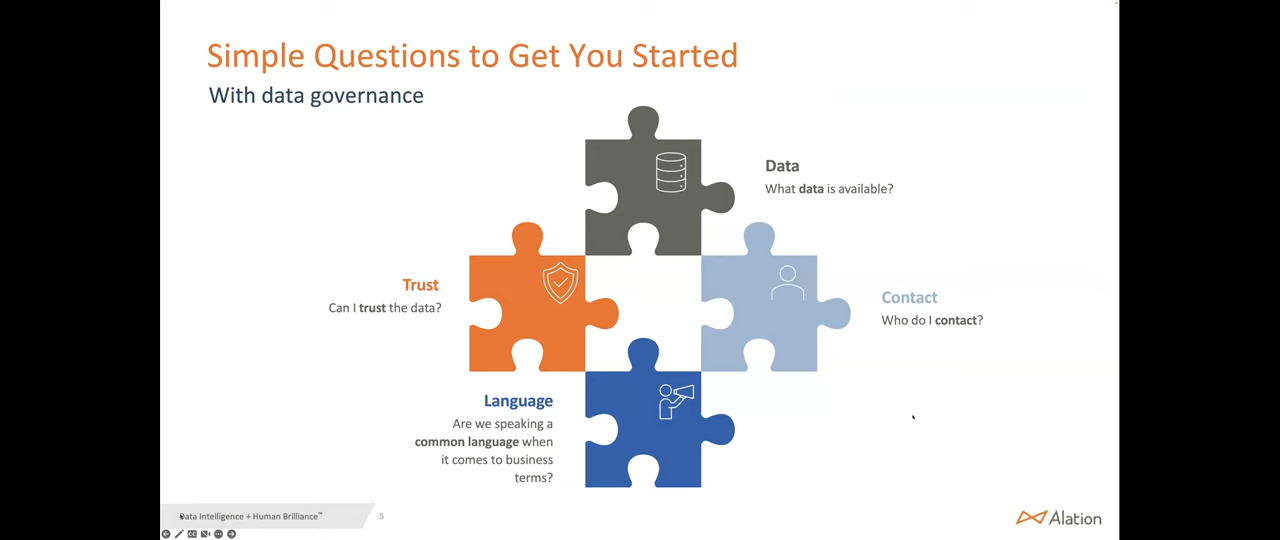 Simple Questions to Get You Started
With data governance
Data
What data is available?
Trust
Can I trust the data?
Contact
Who do I contact?
Language
Are we speaking a
common language when
it comes to business
terms?
Data Intelligence + Human Brilliance™
5
Alation